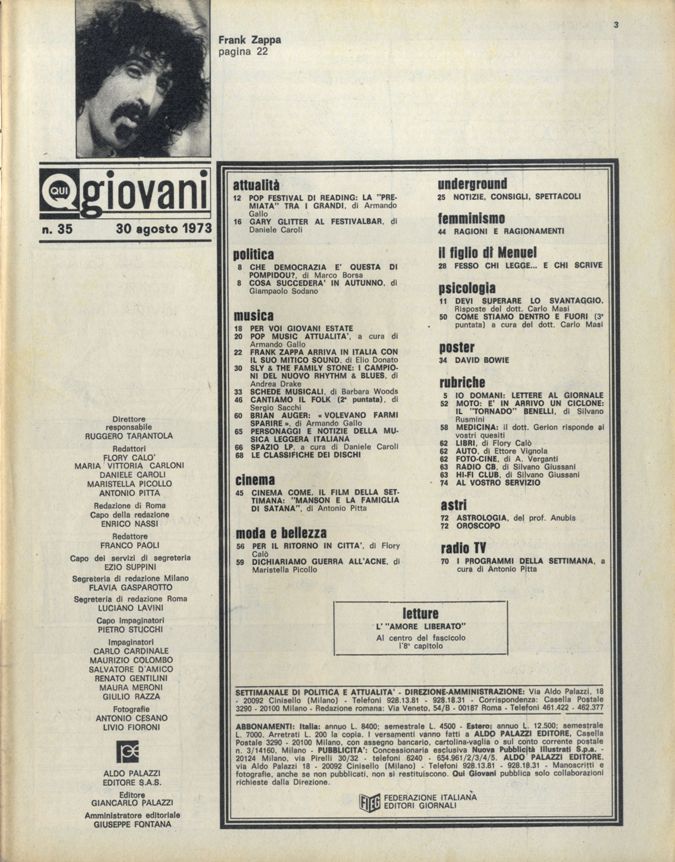 3
Frank Zappa
pagina 22
QUI
giovani
n. 35 30 agosto 1973
Direttore
responsabile
RUGGERO TARANTOLA
Redattori
FLORY CALO'
MARIA VITTORIA CARLONI
DANIELE CAROLI
MARISTELLA PICOLLO
ANTONIO PITTA
Redazione di Roma
Capo della redazione
ENRICO NASSI
Redattore
FRANCO PAOLI
Capo dei servizi di segreteria
EZIO SUPPINI
Segreteria di redazione Milano
FLAVIA GASPAROTTO
Segreteria di redazione Roma
LUCIANO LAVINI
Capo Impaginatori
PIETRO STUCCHI
Impaginatori
CARLO CARDINALE
MAURIZIO COLOMBO
SALVATORE D'AMICO
RENATO GENTILINI
MAURA MERONI
GIULIO RAZZA
Fotografie
ANTONIO CESANO
LIVIO FIORONI
ALDO PALAZZI
EDITORE S.A.S.
Editore
GIANCARLO PALAZZI
Amministratore editoriale
GIUSEPPE FONTANA
attualità
12 POP FESTIVAL DI READING: LA "PRE-
MIATA" TRA I GRANDI, di Armando
Gallo
16 GARY GLITTER AL FESTIVALBAR, di
Daniele Caroli
politica
8 CHE DEMOCRAZIA E' QUESTA DI
POMPIDOU?, di Marco Borsa
8 COSA SUCCEDERA' IN AUTUNNO, di
Giampaolo Sodano
musica
18 PER VOI GIOVANI ESTATE
20 POP MUSIC ATTUALITA', a cura di
Armando Gallo
22 FRANK ZAPPA ARRIVA IN ITALIA CON
IL SUO MITICO SOUND, di Elio Donato
30 SLY & THE FAMILY STONE: I CAMPIO-
NI DEL NUOVO RHYTHM & BLUES, di
Andrea Drake
33 SCHEDE MUSICALI, di Barbara Woods
46 CANTIAMO IL FOLK (2ª puntata), di
Sergio Sacchi
60 BRIAN AUGER: «VOLEVANO FARMI
SPARIRE», di Armando Gallo
65 PERSONAGGI E NOTIZIE DELLA MU-
SICA LEGGERA ITALIANA
66 SPAZIO LP, a cura di Daniele Caroli
68 LE CLASSIFICHE DEI DISCHI
cinema
45 CINEMA COME. IL FILM DELLA SET-
TIMANA: "MANSON E LA FAMIGLIA
DI SATANA", di Antonio Pitta
moda e bellezza
56 PER IL RITORNO IN CITTA', di Flory
Calò
59 DICHIARIAMO GUERRA ALL'ACNE, di
Maristella Picollo
underground
25 NOTIZIE, CONSIGLI, SPETTACOLI
femminismo
44 RAGIONI E RAGIONAMENTI
il figlio di Menuel
28 FESSO CHI LEGGE... E CHI SCRIVE
psicologia
11 DEVI SUPERARE LO SVANTAGGIO.
Risposte del dott. Carlo Masi
50 COME STIAMO DENTRO E FUORI (3ª
puntata) a cura del dott. Carlo Masi
poster
34 DAVID BOWIE
rubriche
5 IO DOMANI: LETTERE AL GIORNALE
52 MOTO: E' IN ARRIVO UN CICLONE:
IL "TORNADO" BENELLI, di Silvano
Rusmini
58 MEDICINA: il dott. Gerion risponde ai
vostri quesiti
62 LIBRI, di Flory Calò
62 AUTO, di Ettore Vignola
62 FOTO-CINE, di A. Verganti
63 RADIO CB, di Silvano Giussani
63 HI-FI CLUB, di Silvano Giussani
74 AL VOSTRO SERVIZIO
astri
72 ASTROLOGIA, del prof. Anubis
72 OROSCOPO
radio TV
70 I PROGRAMMI DELLA SETTIMANA, a
cura di Antonio Pitta
letture
L' "AMORE LIBERATO"
Al centro del fascicolo
l'8° capitolo
SETTIMANALE DI POLITICA E ATTUALITA' - DIREZIONE-AMMINISTRAZIONE: Via Aldo Palazzi, 18
- 20092 Cinisello (Milano) - Telefoni 928.13.81 - 928.18.31 - Corrispondenza: Casella Postale
3290 - 20100 Milano - Redazione romana: Via Veneto, 54/B - 00187 Roma - Telefoni 461.422 - 462.377
ABBONAMENTI: Italia: annuo L. 8400; semestrale L. 4500 - Estero: annuo L. 12.500; semestrale
L. 7000. Arretrati L. 200 la copia. I versamenti vanno fatti a ALDO PALAZZI EDITORE, Casella
Postale 3290 - 20100 Milano, con assegno bancario, cartolina-vaglia o sul conto corrente postale
n. 3/14160, Milano - PUBBLICITA': Concessionaria esclusiva Nuova Pubblicità Illustrati S.p.a. -
20124 Milano, via Pirelli 30/32 - telefoni 6240 - 654.961/2/3/4/5. ALDO PALAZZI EDITORE,
via Aldo Palazzi 18 - 20092 Cinisello (Milano) - Telefoni 928.13.81 - 928.18.31 - Manoscritti e
fotografie, anche se non pubblicati, non si restituiscono. Qui Giovani pubblica solo collaborazioni
richieste dalla Direzione.
FIEG FEDERAZIONE ITALIANA
EDITORI GIORNALI